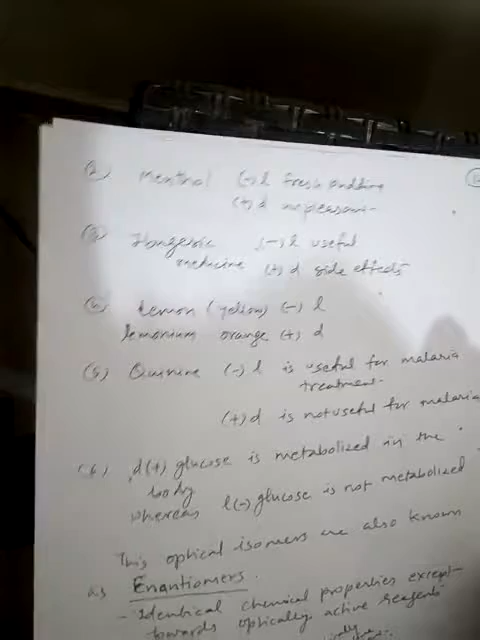 (2) Menthol (-) l fresh
(+) d unpleasant
(3) (-) l useful
medicine (+) d side effects
(4) Lemon (yellow) (-) l
lemonium orange (+) d
(5) Quinine (-) l is useful for malaria
treatment
(+) d is not useful for malaria
(6) d(+) glucose is metabolized in the
body
whereas l(-) glucose is not metabolized
This optical isomers are also known
as Enantiomers.
- Identical chemical properties except
towards optically active reagents